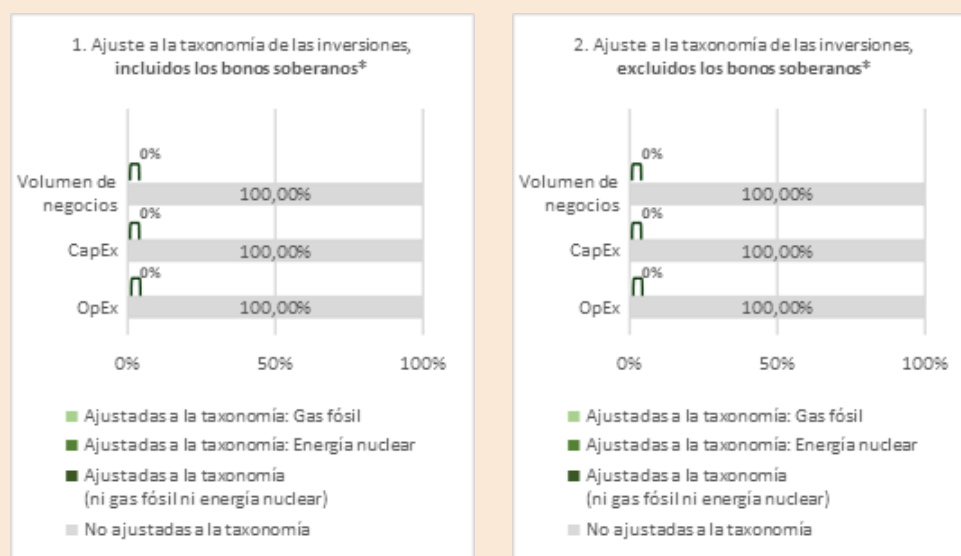 1. Ajuste a la taxonomía de las inversiones,
incluidos los bonos soberanos*
0%
Volumen de
negocios
100,00%
0%
CapEx
100,00%
0%
OpEx
100,00%
0%
50%
100%
Ajustadas a la taxonomía: Gas fósil
Ajustadas a la taxonomía: Energía nuclear
Ajustadas a la taxonomía
(ni gas fósil ni energía nuclear)
No ajustadas a la taxonomía
2. Ajuste a la taxonomía de las inversiones,
excluidos los bonos soberanos*
0%
Volumen de
negocios
100,00%
0%
CapEx
100,00%
0%
OpEx
100,00%
0%
50%
100%
Ajustadas a la taxonomía: Gas fósil
Ajustadas a la taxonomía: Energía nuclear
Ajustadas a la taxonomía
(ni gas fósil ni energía nuclear)
No ajustadas a la taxonomía